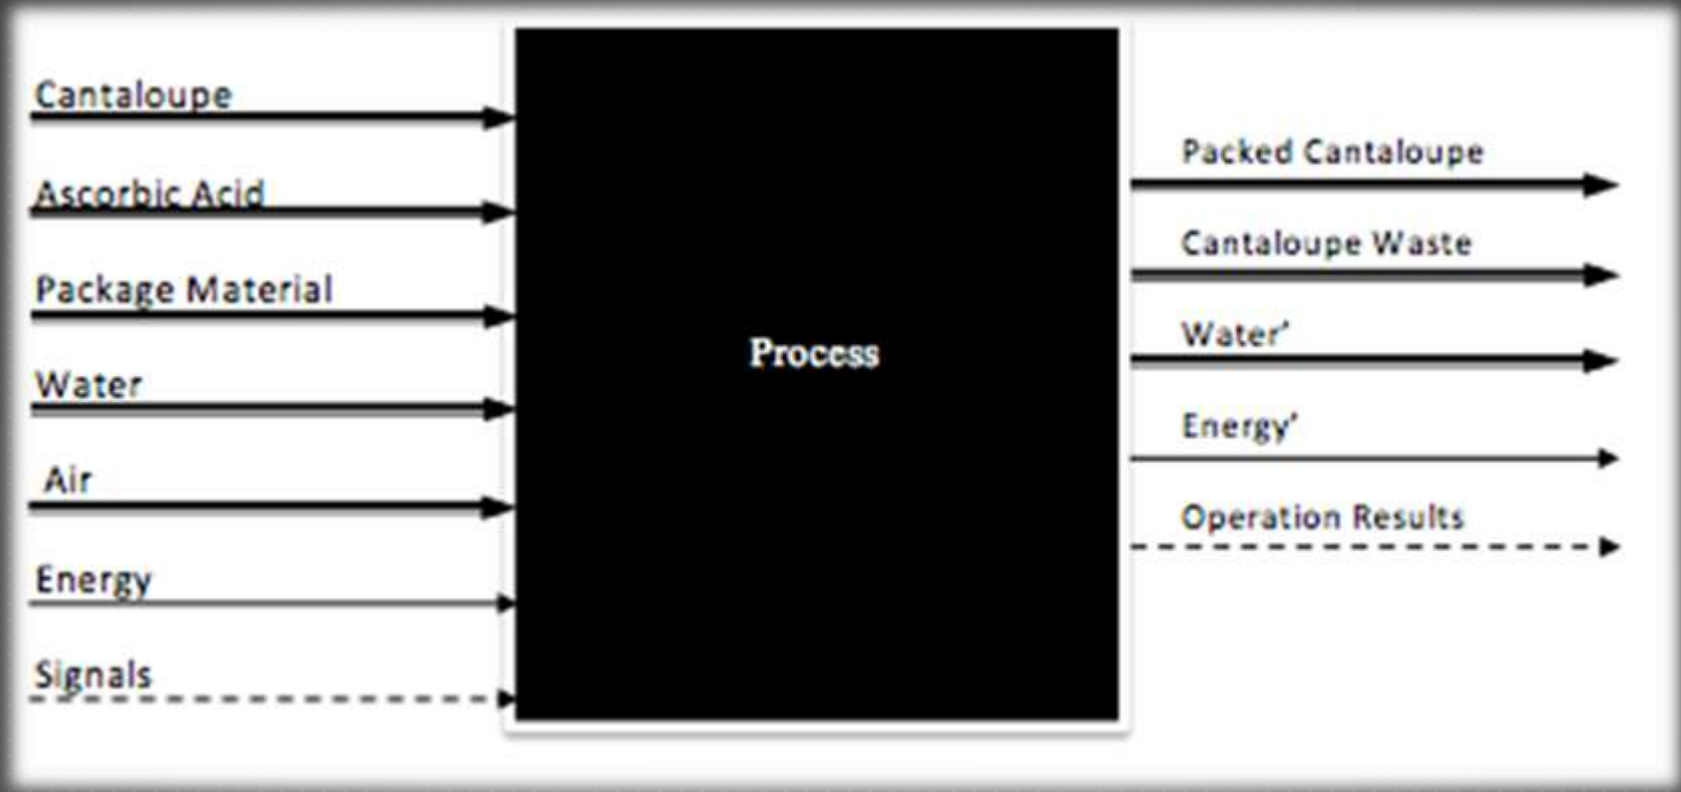 Cantaloupe
Ascorbic Acid
Package Material
Water
Air
Energy
Signals
Process
Packed Cantaloupe
Cantaloupe Waste
Water’
Energy’
Operation Results